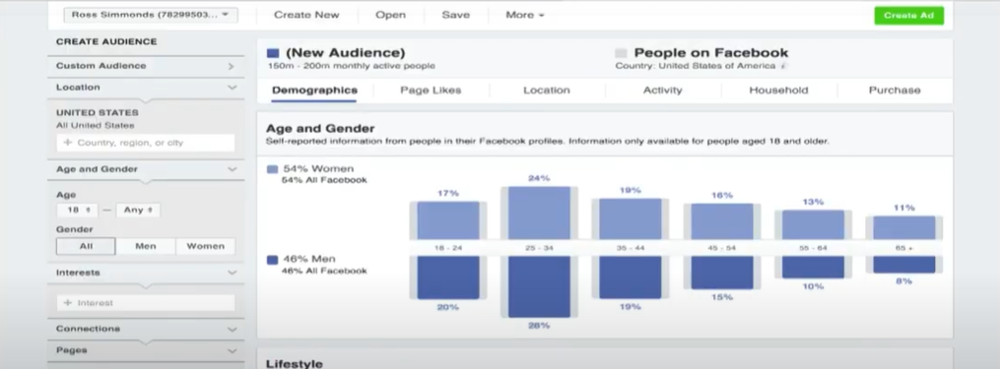 Ross Simmonds (78299503...
Create New
Open
Save
More
Create Ad
CREATE AUDIENCE
Custom Audience
Location
UNITED STATES
All United States
+ Country, region, or city
Age and Gender
Age
18 — Any
Gender
All Men Women
Interests
+ Interest
Connections
Pages
(New Audience)
150m - 200m monthly active people
People on Facebook
Country: United States of America
Demographics
Page Likes
Location
Activity
Household
Purchase
Age and Gender
Self-reported information from people in their Facebook profiles. Information only available for people aged 18 and older.
54% Women
54% All Facebook
17% 24% 19% 16% 13% 11%
18 - 24 25 - 34 35 - 44 45 - 54 55 - 64 65 +
46% Men
46% All Facebook
20% 28% 19% 15% 10% 8%
Lifestyle